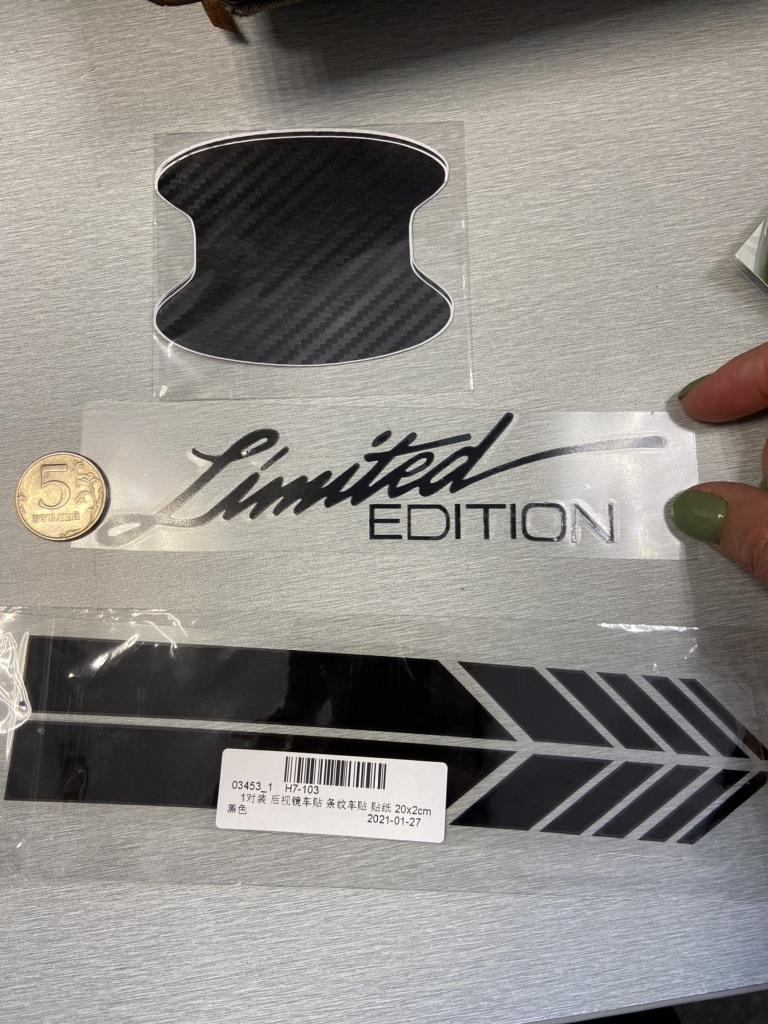 Limited
EDITION
5
РУБЛЕЙ
03453_1 H7-103
1对装 后视镜车贴 条纹车贴 贴纸 20x2cm
黑色
2021-01-27